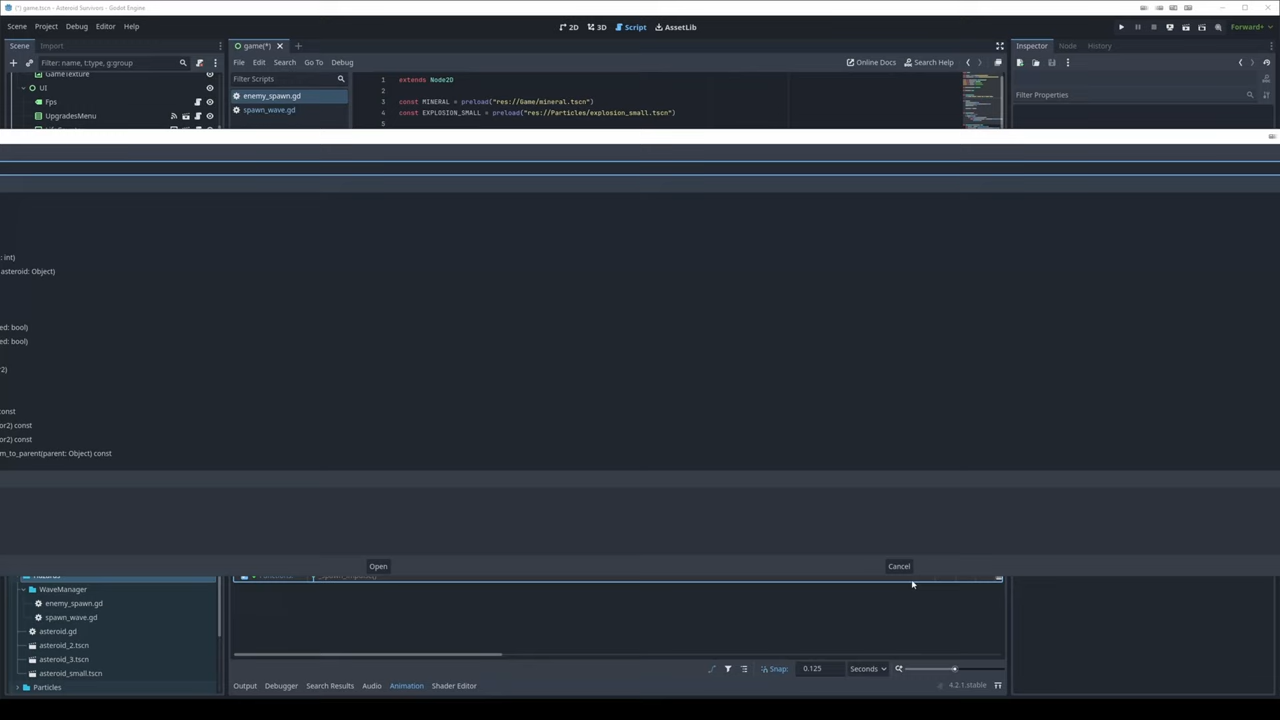 (*) game.tscn - Asteroid Survivors - Godot Engine
Scene Project Debug Editor Help
2D 3D Script AssetLib
Forward+
Scene Import
game(*)
Inspector Node History
Filter: name, t:type, g:group
File Edit Search Go To Debug
Online Docs Search Help
GameTexture
UI
Fps
UpgradesMenu
Filter Scripts
enemy_spawn.gd
spawn_wave.gd
1 extends Node2D
2
3 const MINERAL = preload("res://Game/mineral.tscn")
4 const EXPLOSION_SMALL = preload("res://Particles/explosion_small.tscn")
5
Filter Properties
: int)
asteroid: Object)
ed: bool)
ed: bool)
r2)
const
or2) const
or2) const
m_to_parent(parent: Object) const
Open Cancel
WaveManager
enemy_spawn.gd
spawn_wave.gd
asteroid.gd
asteroid_2.tscn
asteroid_3.tscn
asteroid_small.tscn
Particles
Snap: 0.125 Seconds
Output Debugger Search Results Audio Animation Shader Editor
4.2.1.stable